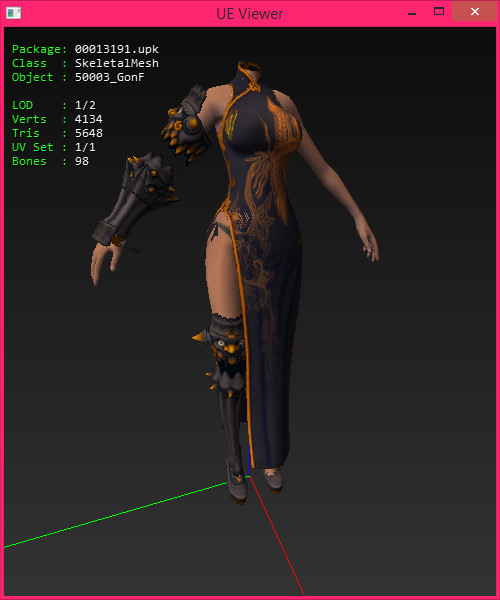 UE Viewer
Package: 00013191.upk
Class  : SkeletalMesh
Object : 50003_GonF
LOD    : 1/2
Verts  : 4134
Tris   : 5648
UV Set : 1/1
Bones  : 98